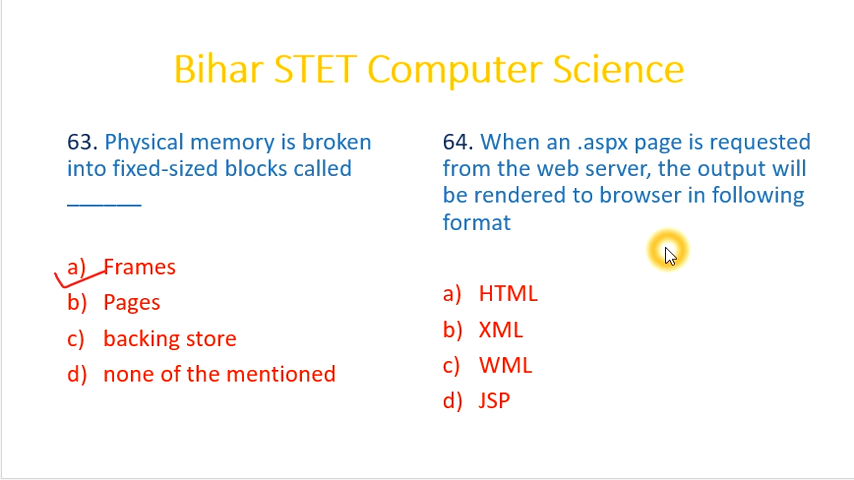 Bihar STET Computer Science
63. Physical memory is broken
into fixed-sized blocks called
______
a) Frames
b) Pages
c) backing store
d) none of the mentioned
64. When an .aspx page is requested
from the web server, the output will
be rendered to browser in following
format
a) HTML
b) XML
c) WML
d) JSP